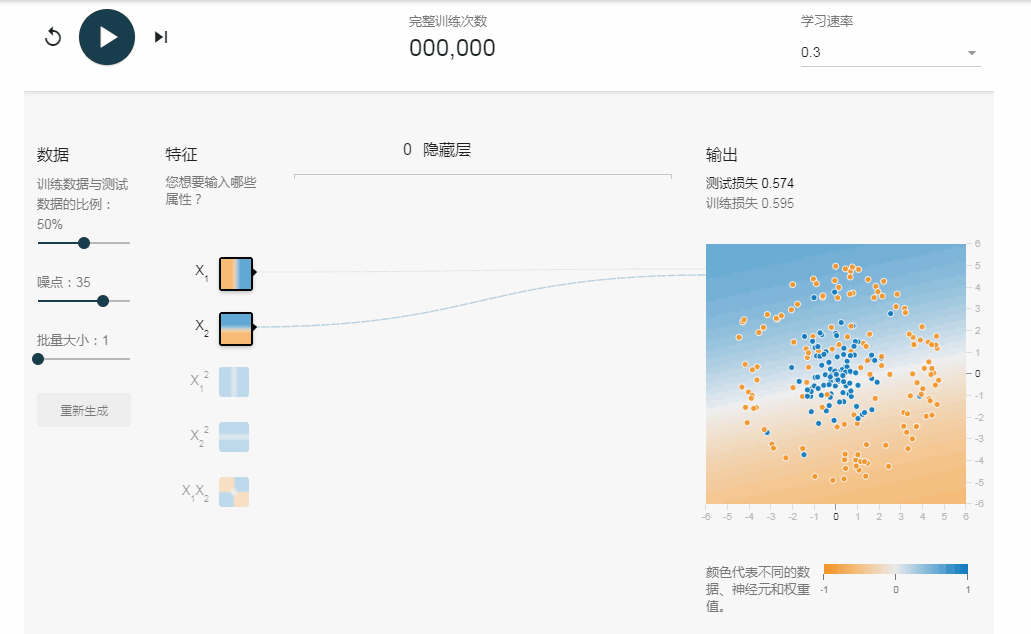 完整训练次数
000,000
学习速率
0.3
数据
训练数据与测试
数据的比例：
50%
噪点：35
批量大小：1
重新生成
特征
您想要输入哪些
属性？
X1
X2
X1²
X2²
X1X2
0 隐藏层
输出
测试损失 0.574
训练损失 0.595
6
5
4
3
2
1
0
-1
-2
-3
-4
-5
-6
-6 -5 -4 -3 -2 -1 0 1 2 3 4 5 6
颜色代表不同的数
据、神经元和权重
值。
-1 0 1